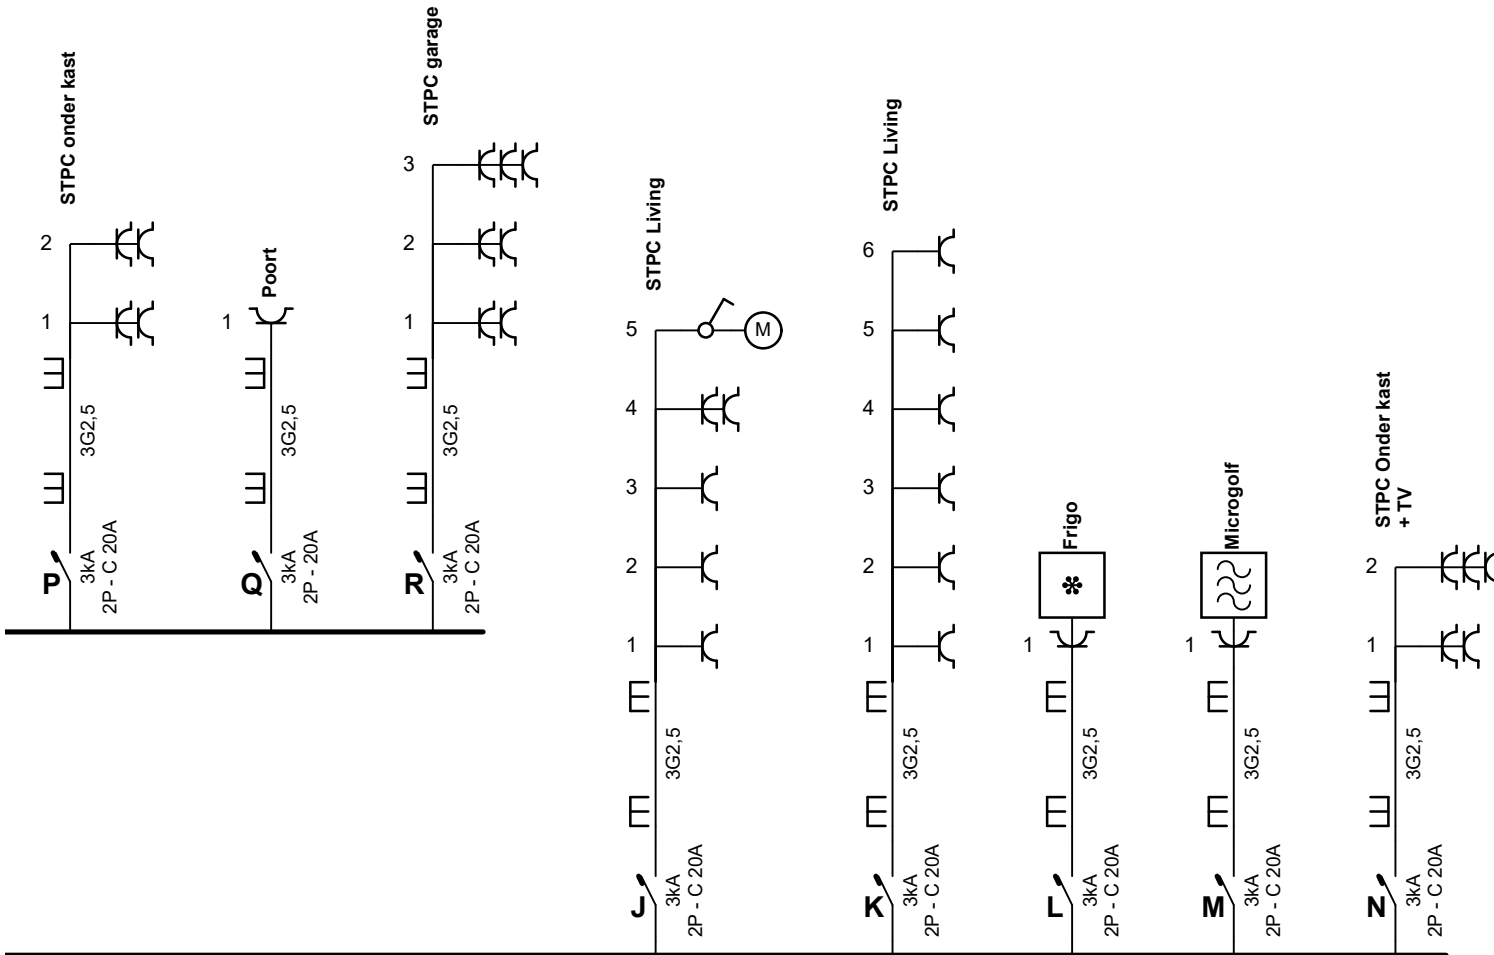 STPC onder kast
2
1
3G2,5
P
3kA
2P - C 20A
Poort
1
3G2,5
Q
3kA
2P - 20A
STPC garage
3
2
1
3G2,5
R
3kA
2P - C 20A
STPC Living
5
M
4
3
2
1
3G2,5
J
3kA
2P - C 20A
STPC Living
6
5
4
3
2
1
3G2,5
K
3kA
2P - C 20A
Frigo
1
3G2,5
L
3kA
2P - C 20A
Microgolf
1
3G2,5
M
3kA
2P - C 20A
STPC Onder kast
+ TV
2
1
3G2,5
N
3kA
2P - C 20A